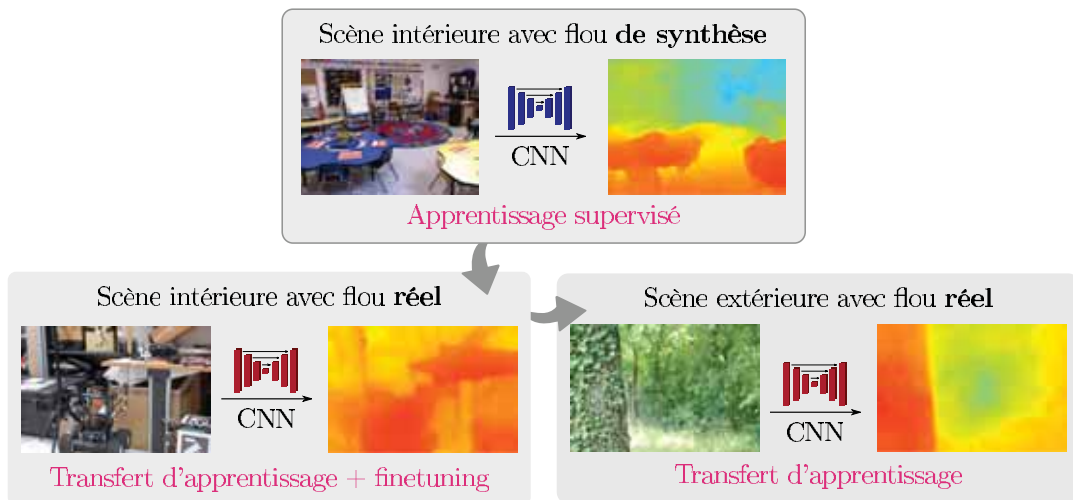 Scène intérieure avec flou de synthèse
CNN
Apprentissage supervisé
Scène intérieure avec flou réel
CNN
Transfert d'apprentissage + finetuning
Scène extérieure avec flou réel
CNN
Transfert d'apprentissage